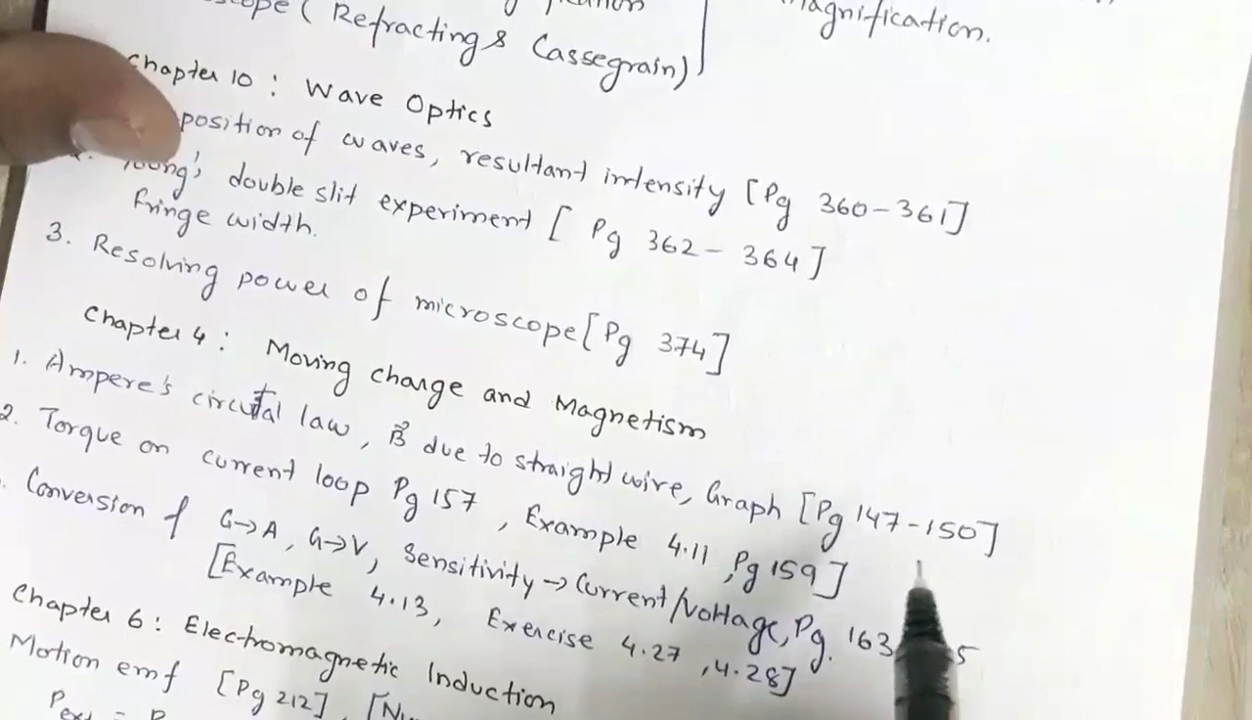 (Refracting & Cassegrain)
magnification.
Chapter 10 : Wave Optics
position of waves, resultant intensity [Pg 360-361]
Young's double slit experiment [Pg 362-364]
fringe width.
3. Resolving power of microscope [Pg 374]
Chapter 4 : Moving charge and Magnetism
1. Ampere's circuital law, B⃗ due to straight wire, Graph [Pg 147-150]
2. Torque on current loop Pg 157, Example 4.11, Pg 159]
Conversion of G→A, G→V, Sensitivity → Current/voltage, Pg. 163
[Example 4.13, Exercise 4.27, 4.28]
Chapter 6: Electromagnetic Induction
Motion emf [Pg 212],